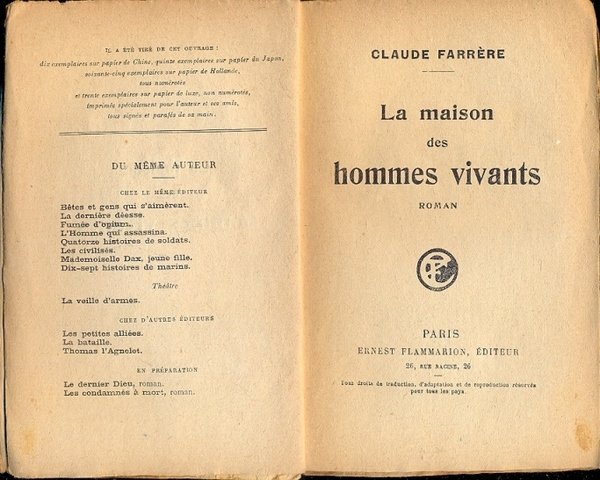 IL A ÉTÉ TIRÉ DE CET OUVRAGE :
dix exemplaires sur papier de Chine, quinze exemplaires sur papier du Japon,
soixante-cinq exemplaires sur papier de Hollande,
tous numérotés
et trente exemplaires sur papier de luxe, non numérotés,
imprimés spécialement pour l'auteur et ses amis,
tous signés et parafés de sa main.
DU MÊME AUTEUR
CHEZ LE MÊME ÉDITEUR
Bêtes et gens qui s'aimèrent.
La dernière déesse.
Fumée d'opium.
L'Homme qui assassina.
Quatorze histoires de soldats.
Les civilisés.
Mademoiselle Dax, jeune fille.
Dix-sept histoires de marins.
Théâtre
La veille d'armes.
CHEZ D'AUTRES ÉDITEURS
Les petites alliées.
La bataille.
Thomas l'Agnelet.
EN PRÉPARATION
Le dernier Dieu, roman.
Les condamnés à mort, roman.
CLAUDE FARRÈRE
La maison
des
hommes vivants
ROMAN
PARIS
ERNEST FLAMMARION, ÉDITEUR
26, RUE RACINE, 26
Tous droits de traduction, d'adaptation et de reproduction réservés
pour tous les pays.